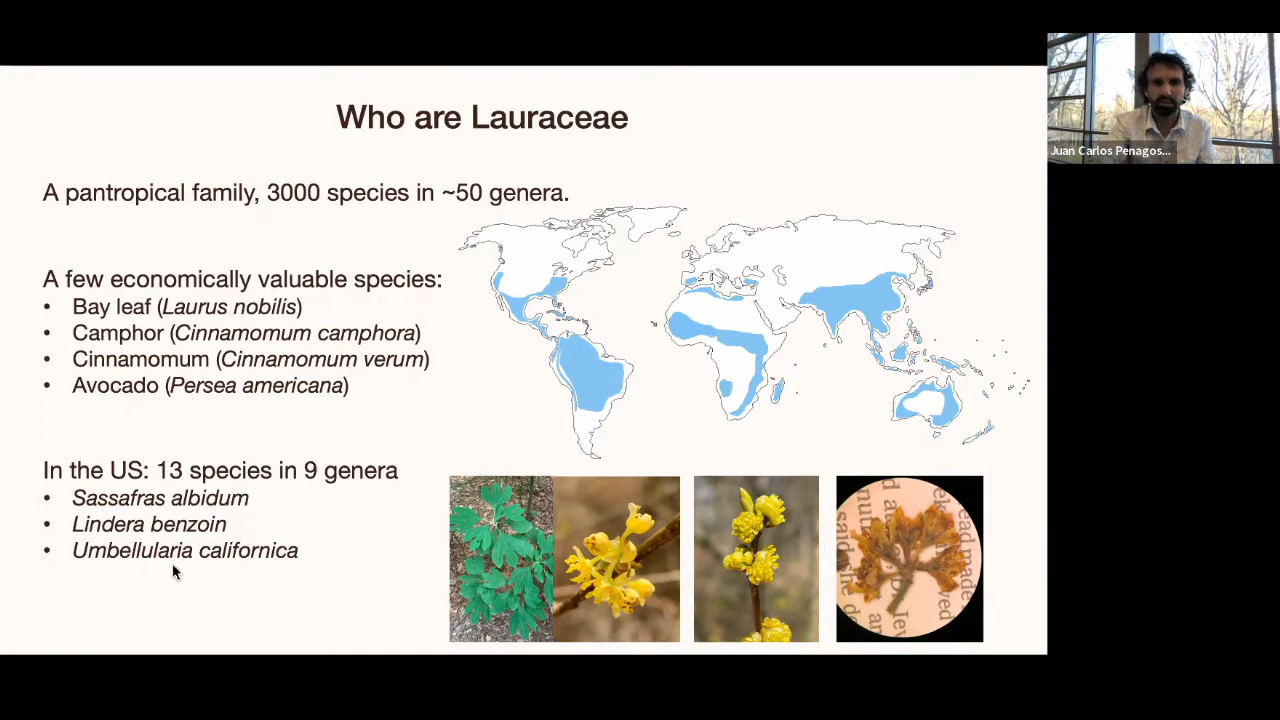 Who are Lauraceae
A pantropical family, 3000 species in ~50 genera.
A few economically valuable species:
• Bay leaf (Laurus nobilis)
• Camphor (Cinnamomum camphora)
• Cinnamomum (Cinnamomum verum)
• Avocado (Persea americana)
In the US: 13 species in 9 genera
• Sassafras albidum
• Lindera benzoin
• Umbellularia californica
Juan Carlos Penagos...